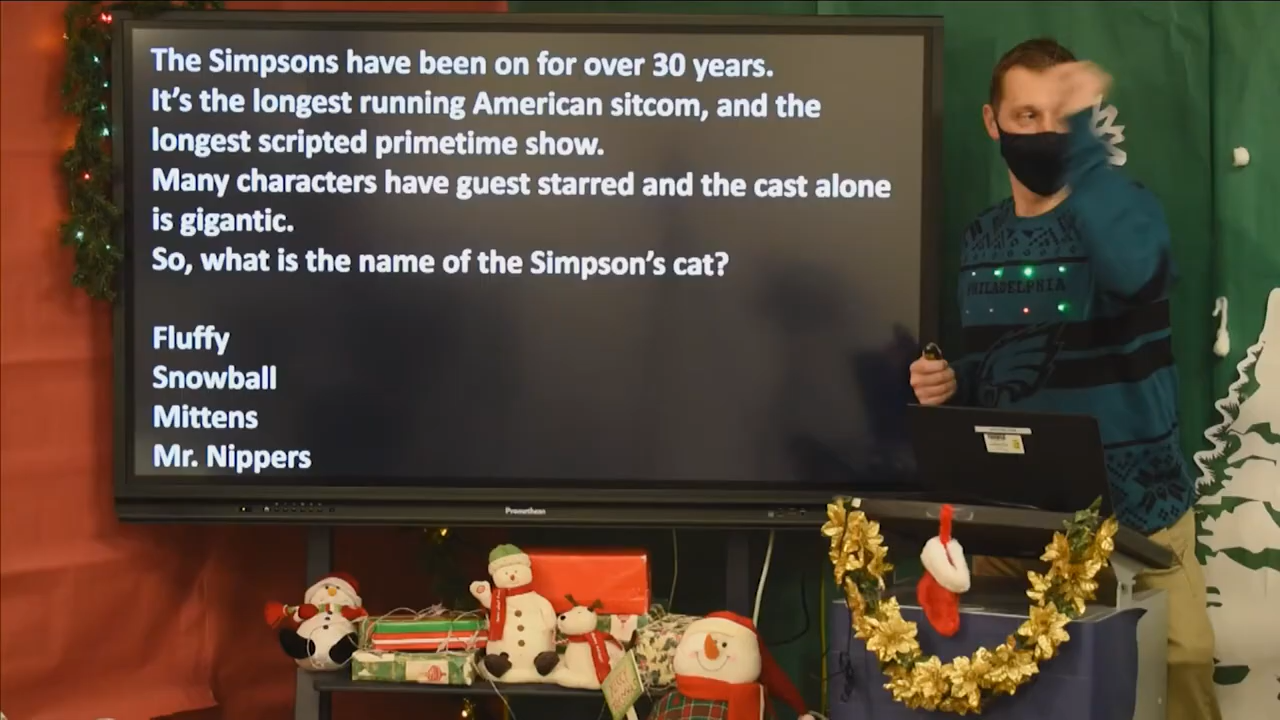 The Simpsons have been on for over 30 years.
It's the longest running American sitcom, and the
longest scripted primetime show.
Many characters have guest starred and the cast alone
is gigantic.
So, what is the name of the Simpson's cat?
Fluffy
Snowball
Mittens
Mr. Nippers
PHILADELPHIA
Promethean